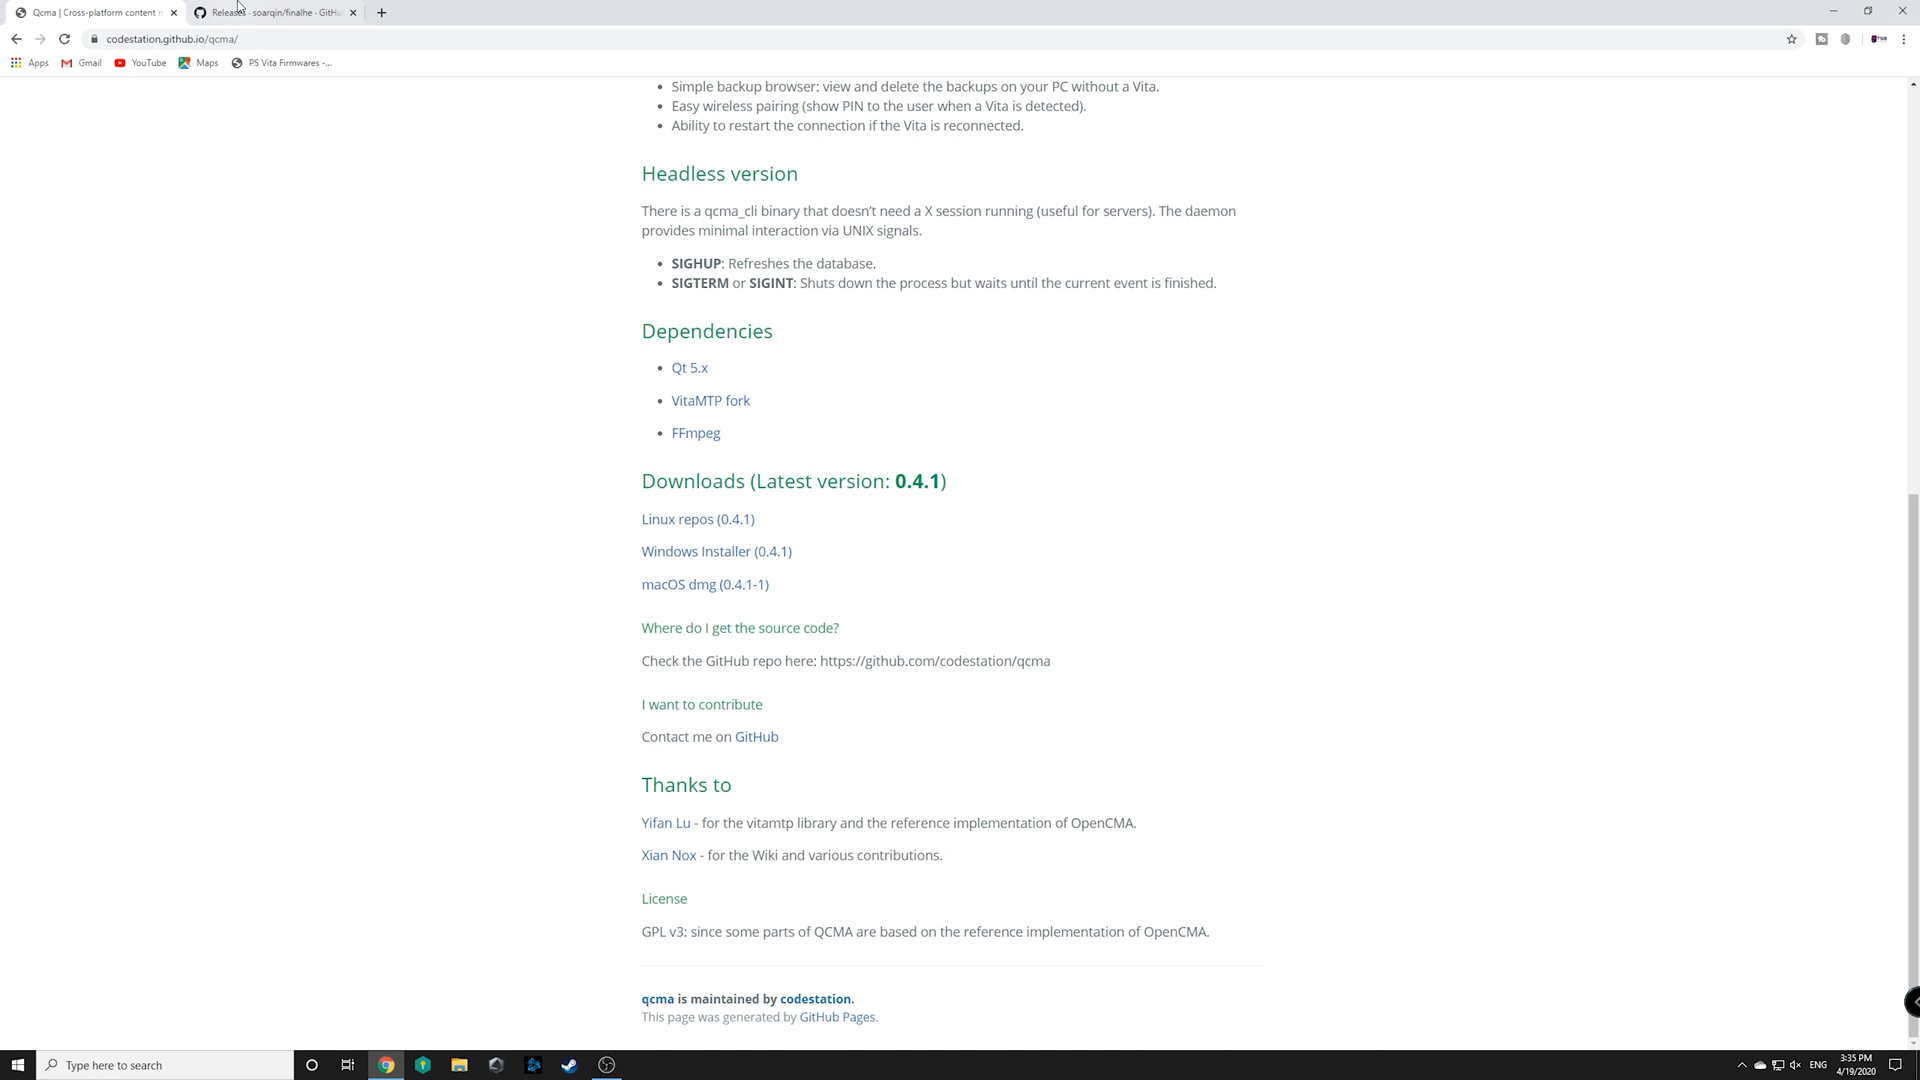 Qcma | Cross-platform content m
Releases · soarqin/finalhe · GitHu
codestation.github.io/qcma/
Apps
Gmail
YouTube
Maps
PS Vita Firmwares -...
• Simple backup browser: view and delete the backups on your PC without a Vita.
• Easy wireless pairing (show PIN to the user when a Vita is detected).
• Ability to restart the connection if the Vita is reconnected.
Headless version
There is a qcma_cli binary that doesn't need a X session running (useful for servers). The daemon
provides minimal interaction via UNIX signals.
• SIGHUP: Refreshes the database.
• SIGTERM or SIGINT: Shuts down the process but waits until the current event is finished.
Dependencies
• Qt 5.x
• VitaMTP fork
• FFmpeg
Downloads (Latest version: 0.4.1)
Linux repos (0.4.1)
Windows Installer (0.4.1)
macOS dmg (0.4.1-1)
Where do I get the source code?
Check the GitHub repo here: https://github.com/codestation/qcma
I want to contribute
Contact me on GitHub
Thanks to
Yifan Lu - for the vitamtp library and the reference implementation of OpenCMA.
Xian Nox - for the Wiki and various contributions.
License
GPL v3: since some parts of QCMA are based on the reference implementation of OpenCMA.
qcma is maintained by codestation.
This page was generated by GitHub Pages.
Type here to search
ENG
3:35 PM
4/19/2020